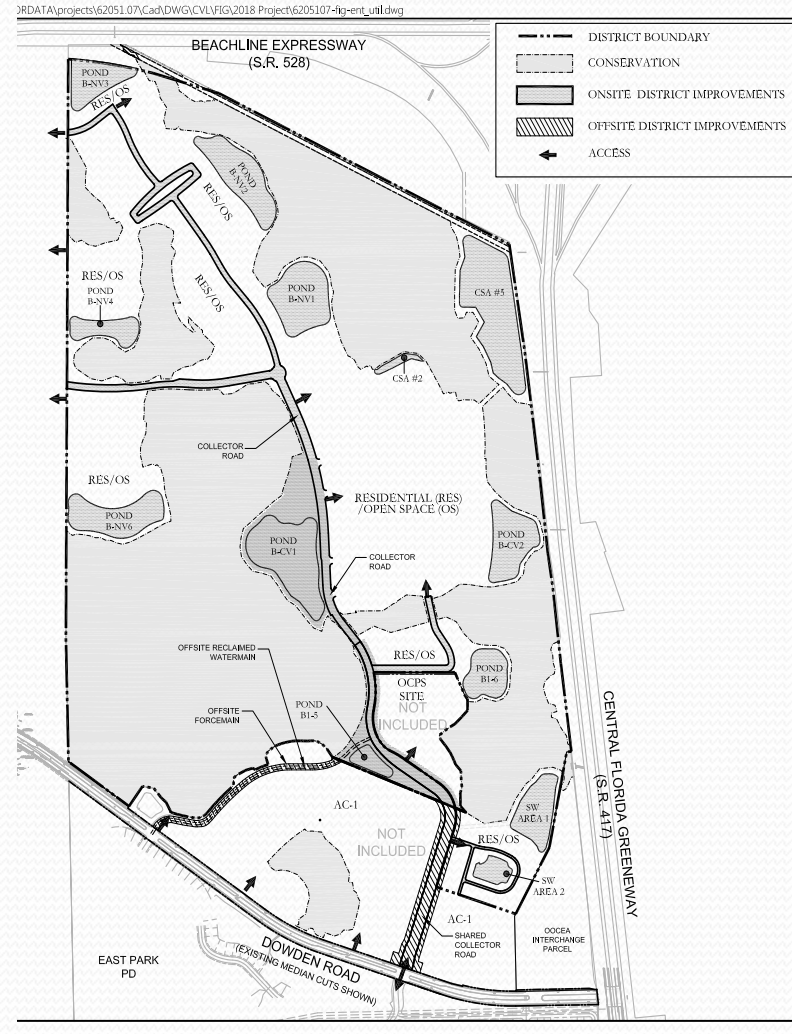 ORDATA\projects\62051.07\Cad\DWG\CVL\FIG\2018 Project\6205107-fig-ent_util.dwg
BEACHLINE EXPRESSWAY
(S.R. 528)
DISTRICT BOUNDARY
CONSERVATION
ONSITE DISTRICT IMPROVEMENTS
OFFSITE DISTRICT IMPROVEMENTS
ACCESS
POND
B-NV3
RES/OS
POND
B-NV2
RES/OS
RES/OS
POND
B-NV4
RES/OS
POND
B-NV1
CSA #5
CSA #2
COLLECTOR
ROAD
RES/OS
POND
B-NV6
RESIDENTIAL (RES)
/OPEN SPACE (OS)
POND
B-CV1
POND
B-CV2
COLLECTOR
ROAD
OFFSITE RECLAIMED
WATERMAIN
RES/OS
POND
B1-6
OCPS
SITE
NOT
INCLUDED
POND
B1-5
OFFSITE
FORCEMAIN
CENTRAL FLORIDA GREENEWAY
(S.R. 417)
AC-1
NOT
INCLUDED
SW
AREA 1
RES/OS
SW
AREA 2
AC-1
SHARED
COLLECTOR
ROAD
OOCEA
INTERCHANGE
PARCEL
EAST PARK
PD
DOWDEN ROAD
(EXISTING MEDIAN CUTS SHOWN)